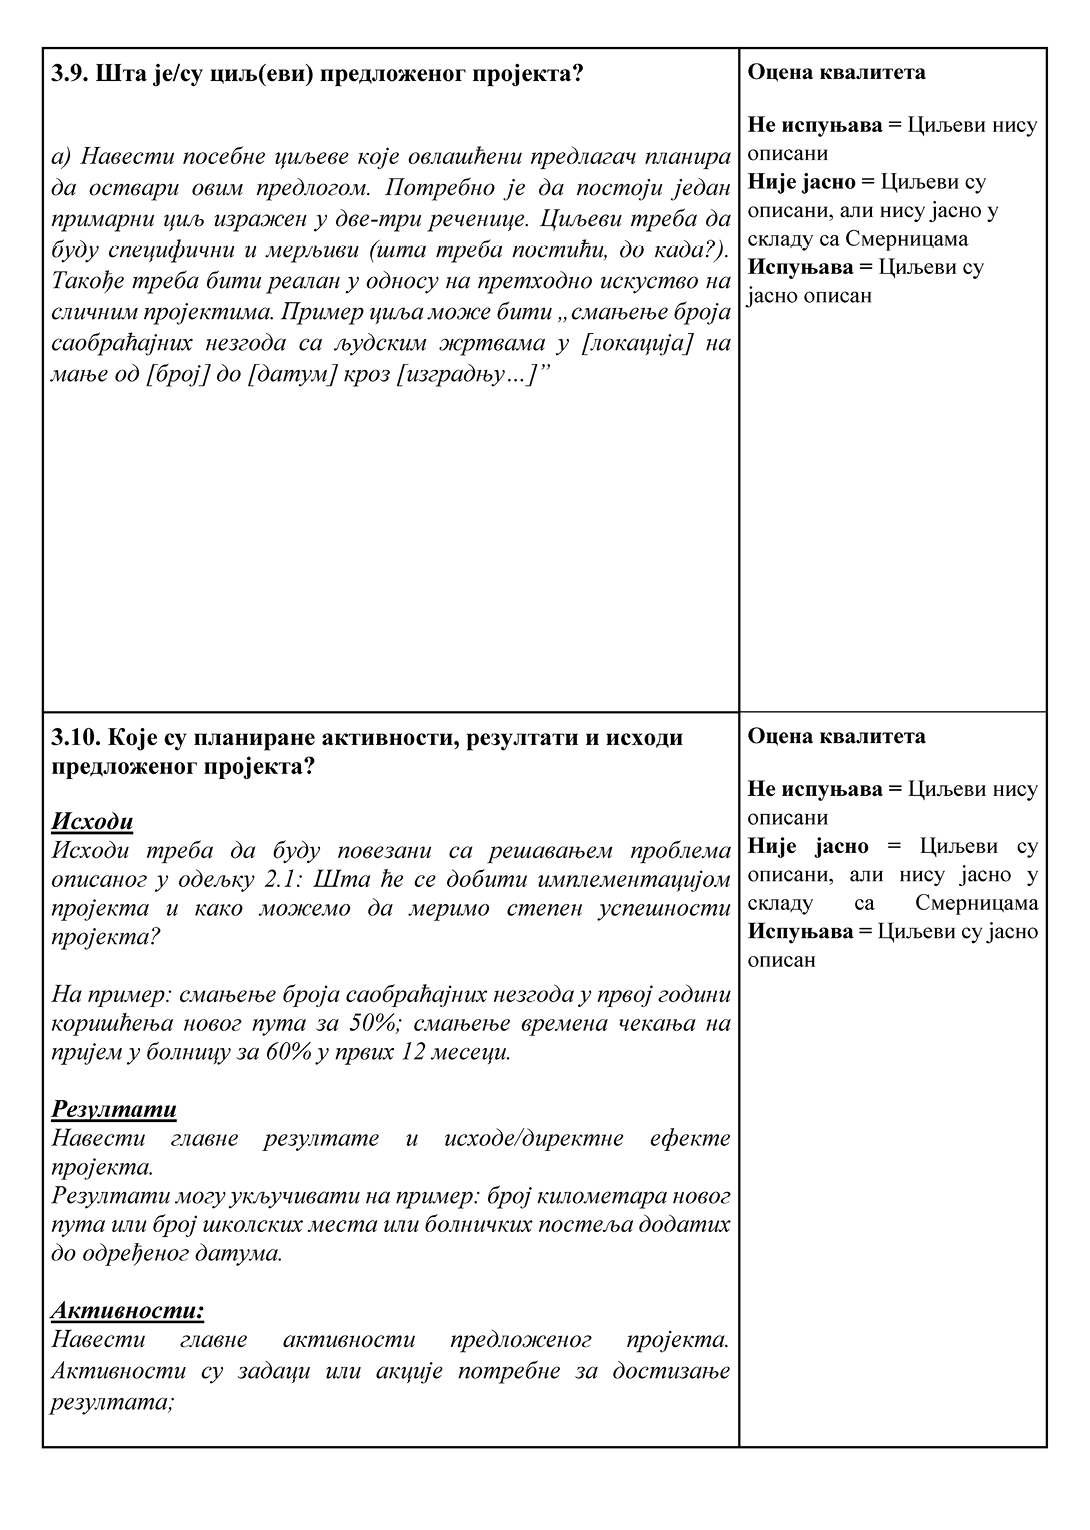 3.9. Шта је/су циљ(еви) предложеног пројекта?
а) Навести посебне циљеве које овлашћени предлагач планира
да оствари овим предлогом. Потребно је да постоји један
примарни циљ изражен у две-три реченице. Циљеви треба да
буду специфични и мерљиви (шта треба постићи, до када?).
Такође треба бити реалан у односу на претходно искуство на
сличним пројектима. Пример циља може бити „смањење броја
саобраћајних незгода са људским жртвама у [локација] на
мање од [број] до [датум] кроз [изградњу…]”
Оцена квалитета
Не испуњава = Циљеви нису
описани
Није јасно = Циљеви су
описани, али нису јасно у
складу са Смерницама
Испуњава = Циљеви су
јасно описан
3.10. Које су планиране активности, резултати и исходи
предложеног пројекта?
Исходи
Исходи треба да буду повезани са решавањем проблема
описаног у одељку 2.1: Шта ће се добити имплементацијом
пројекта и како можемо да меримо степен успешности
пројекта?
На пример: смањење броја саобраћајних незгода у првој години
коришћења новог пута за 50%; смањење времена чекања на
пријем у болницу за 60% у првих 12 месеци.
Резултати
Навести главне резултате и исходе/директне ефекте
пројекта.
Резултати могу укључивати на пример: број километара новог
пута или број школских места или болничких постеља додатих
до одређеног датума.
Активности:
Навести главне активности предложеног пројекта.
Активности су задаци или акције потребне за достизање
резултата;
Оцена квалитета
Не испуњава = Циљеви нису
описани
Није јасно = Циљеви су
описани, али нису јасно у
складу са Смерницама
Испуњава = Циљеви су јасно
описан